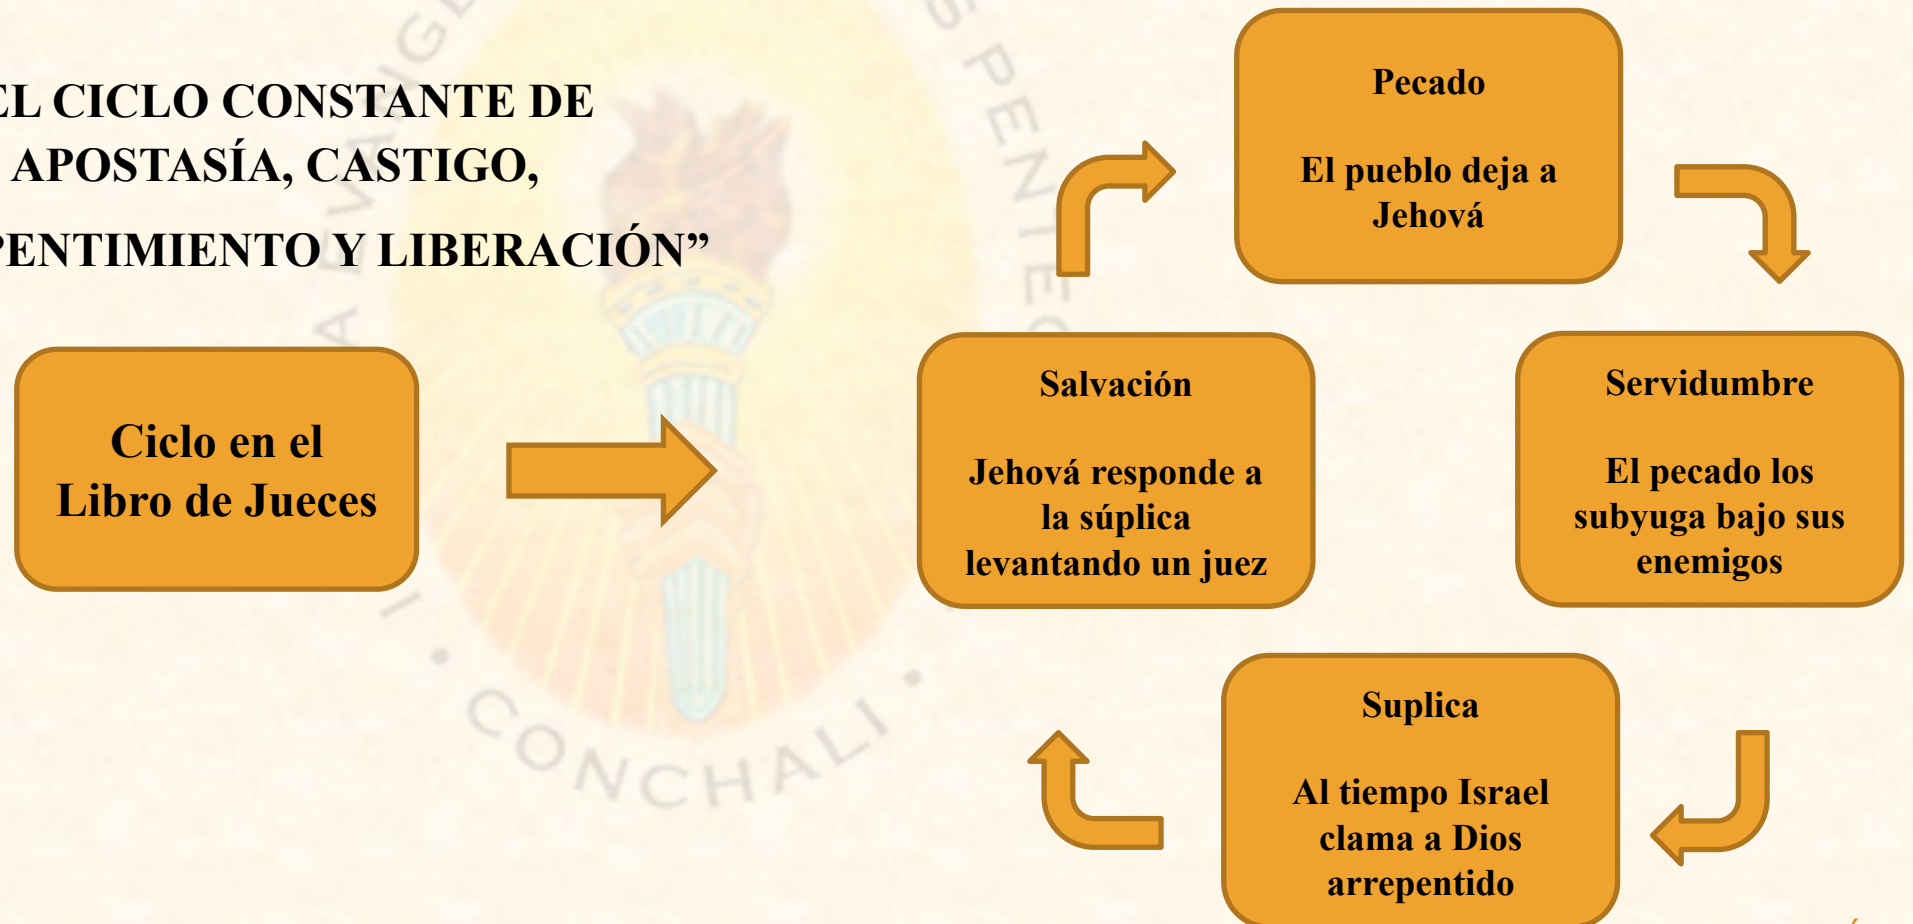 EL CICLO CONSTANTE DE
APOSTASÍA, CASTIGO,
PENTIMIENTO Y LIBERACIÓN”
Ciclo en el
Libro de Jueces
Pecado
El pueblo deja a
Jehová
Servidumbre
El pecado los
subyuga bajo sus
enemigos
Suplica
Al tiempo Israel
clama a Dios
arrepentido
Salvación
Jehová responde a
la súplica
levantando un juez
CONCHALI